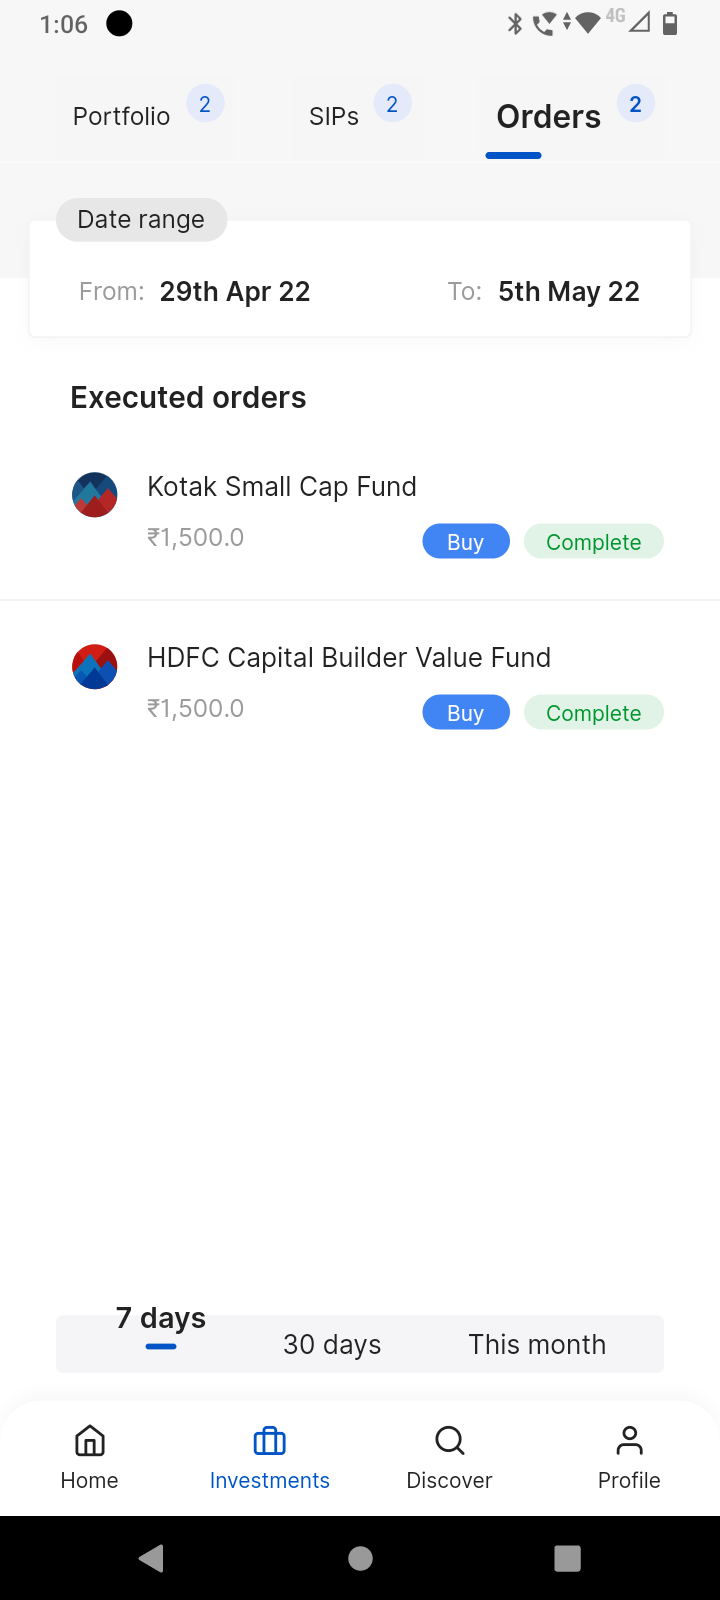 1:06
4G
Portfolio 2 SIPs 2 Orders 2
Date range
From: 29th Apr 22 To: 5th May 22
Executed orders
Kotak Small Cap Fund
₹1,500.0 Buy Complete
HDFC Capital Builder Value Fund
₹1,500.0 Buy Complete
7 days 30 days This month
Home Investments Discover Profile